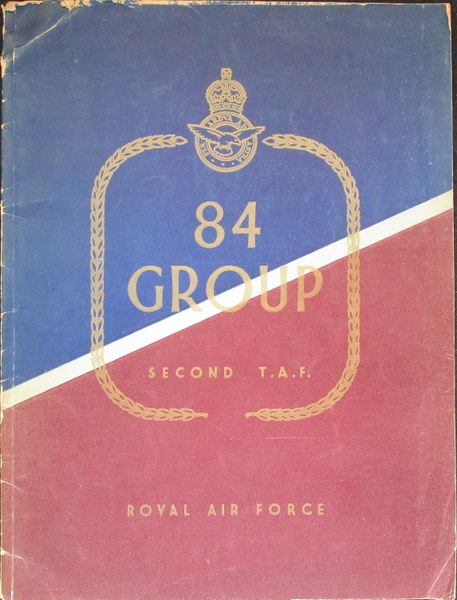 84
GROUP
SECOND T.A.F.
ROYAL AIR FORCE